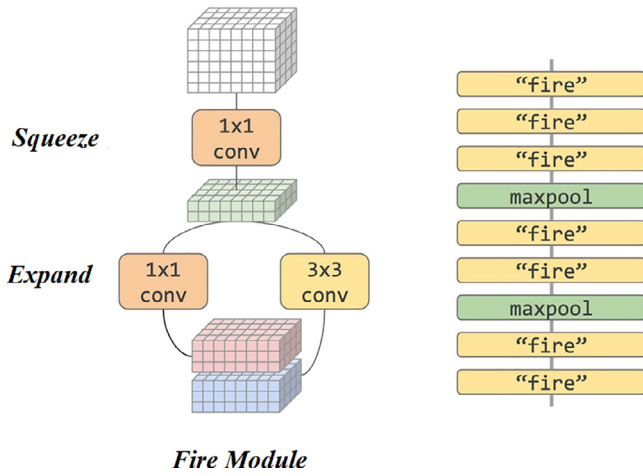 Squeeze
1x1
conv
Expand
1x1
conv
3x3
conv
Fire Module
“fire”
“fire”
“fire”
maxpool
“fire”
“fire”
maxpool
“fire”
“fire”